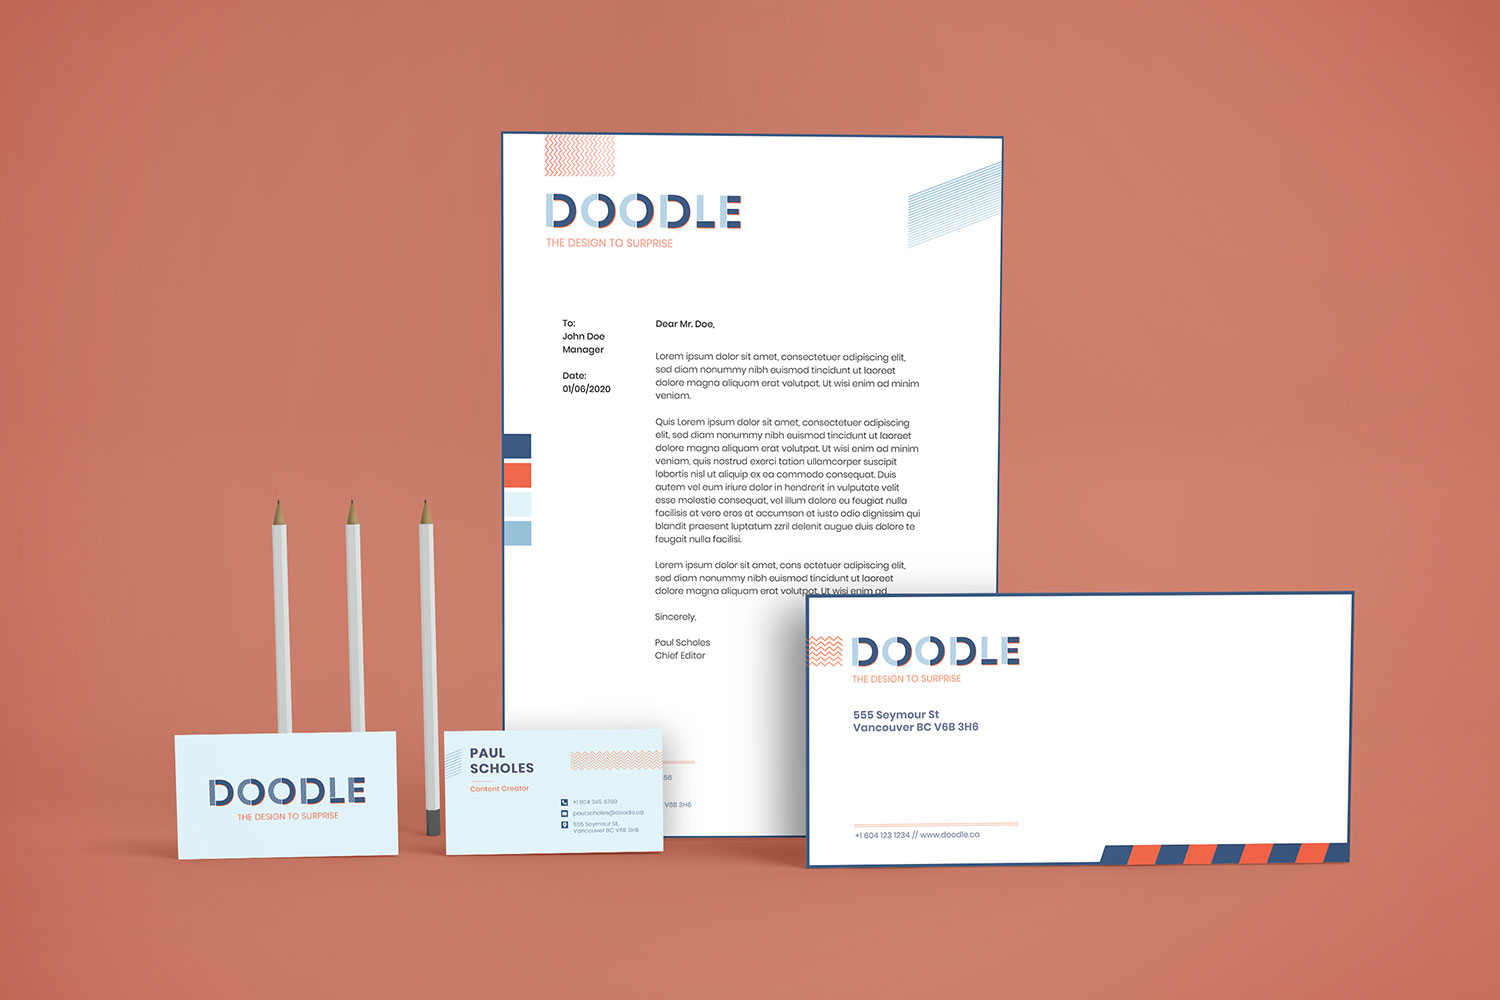 DOODLE
THE DESIGN TO SURPRISE
To:
John Doe
Manager
Date:
01/06/2020
Dear Mr. Doe,
Lorem ipsum dolor sit amet, consectetuer adipiscing elit,
sed diam nonummy nibh euismod tincidunt ut laoreet
dolore magna aliquam erat volutpat. Ut wisi enim ad minim
veniam.
Quis Lorem ipsum dolor sit amet, consectetuer adipiscing
elit, sed diam nonummy nibh euismod tincidunt ut laoreet
dolore magna aliquam erat volutpat. Ut wisi enim ad minim
veniam, quis nostrud exerci tation ullamcorper suscipit
lobortis nisl ut aliquip ex ea commodo consequat. Duis
autem vel eum iriure dolor in hendrerit in vulputate velit
esse molestie consequat, vel illum dolore eu feugiat nulla
facilisis at vero eros et accumsan et iusto odio dignissim qui
blandit praesent luptatum zzril delenit augue duis dolore te
feugait nulla facilisi.
Lorem ipsum dolor sit amet, cons ectetuer adipiscing elit,
sed diam nonummy nibh euismod tincidunt ut laoreet
dolore magna aliquam erat volutpat. Ut wisi enim ad.
Sincerely,
Paul Scholes
Chief Editor
V6B 3H6
DOODLE
THE DESIGN TO SURPRISE
PAUL
SCHOLES
Content Creator
+1 604 345 6789
paul.scholes@doodle.ca
555 Seymour St,
Vancouver BC V6B 3H6
DOODLE
THE DESIGN TO SURPRISE
555 Seymour St
Vancouver BC V6B 3H6
+1 604 123 1234 // www.doodle.ca